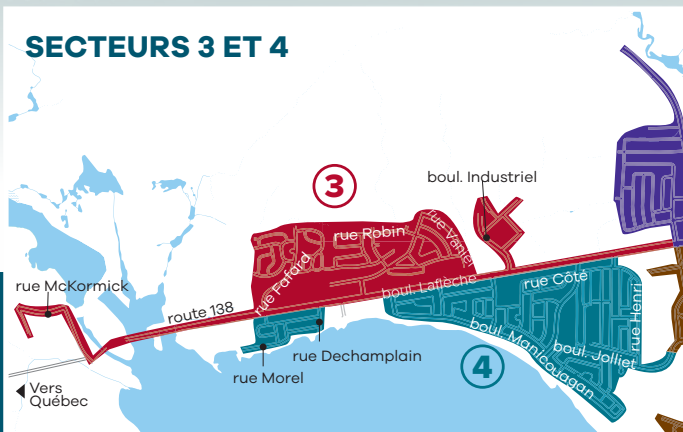 SECTEURS 3 ET 4
3
boul. Industriel
rue Robin
rue Vanier
rue Fafard
boul. Laflèche
rue Côté
rue McKormick
route 138
rue Henri
boul. Manicouagan
boul. Jolliet
rue Dechamplain
4
rue Morel
Vers
Québec